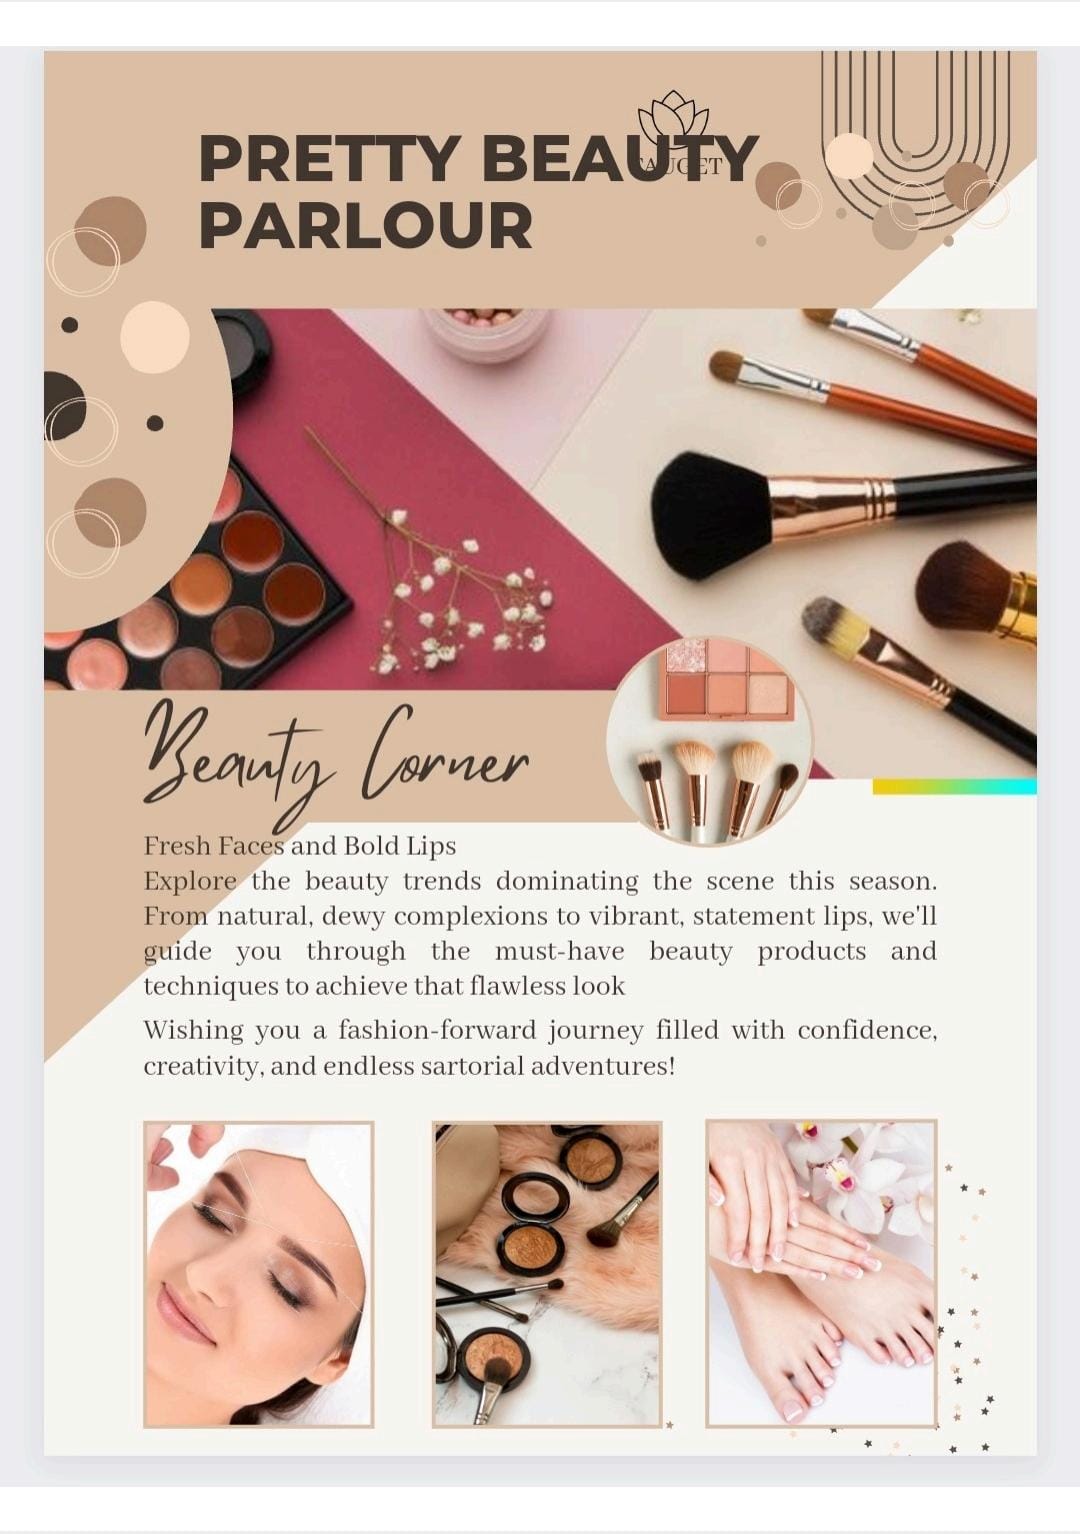 PRETTY BEAUTY
FAUGET
PARLOUR
Beauty Corner
Fresh Faces and Bold Lips
Explore the beauty trends dominating the scene this season.
From natural, dewy complexions to vibrant, statement lips, we'll
guide you through the must-have beauty products and
techniques to achieve that flawless look
Wishing you a fashion-forward journey filled with confidence,
creativity, and endless sartorial adventures!